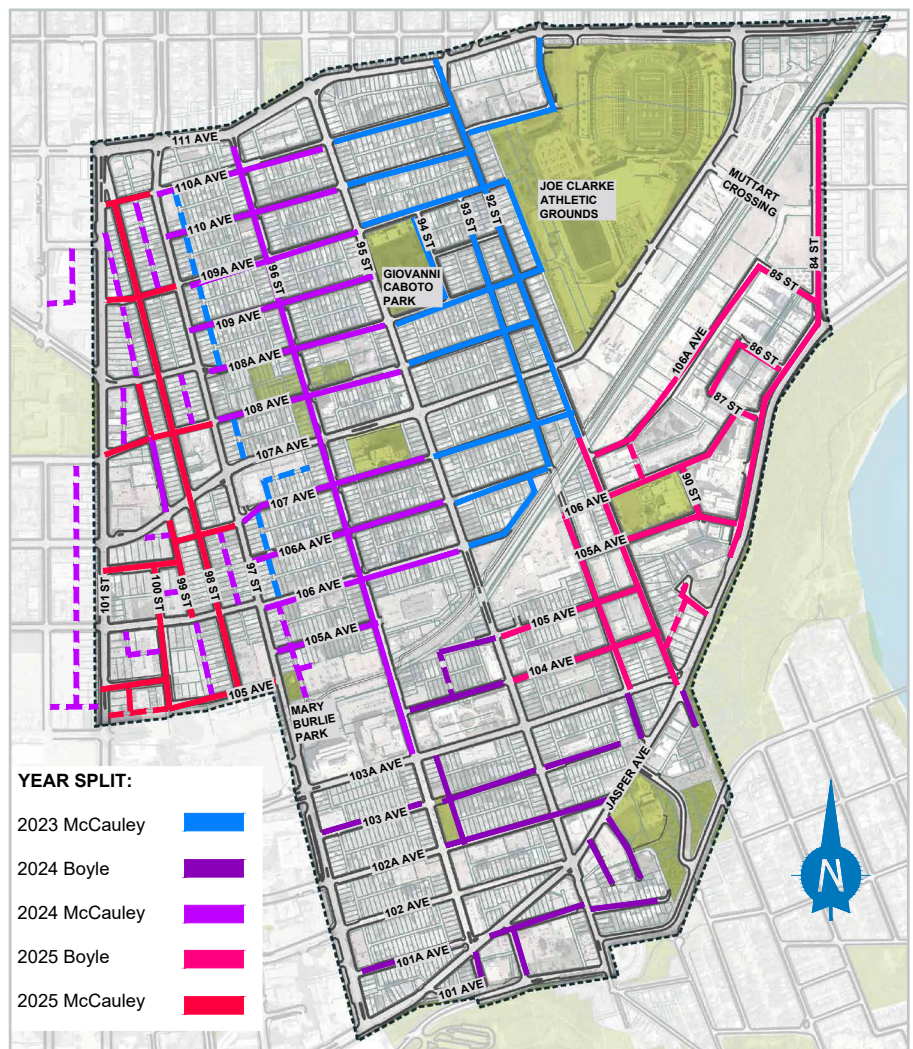 111 AVE
110A AVE
110 AVE
109A AVE
109 AVE
108A AVE
108 AVE
107A AVE
107 AVE
106A AVE
106 AVE
105A AVE
105 AVE
96 ST
95 ST
94 ST
93 ST
92 ST
GIOVANNI
CABOTO
PARK
JOE CLARKE
ATHLETIC
GROUNDS
MUTTART
CROSSING
84 ST
85 ST
86 ST
87 ST
90 ST
106A AVE
106 AVE
105A AVE
105 AVE
104 AVE
101 ST
100 ST
99 ST
98 ST
97 ST
MARY
BURLIE
PARK
103A AVE
103 AVE
102A AVE
102 AVE
101A AVE
101 AVE
JASPER AVE
YEAR SPLIT:
2023 McCauley
2024 Boyle
2024 McCauley
2025 Boyle
2025 McCauley
N